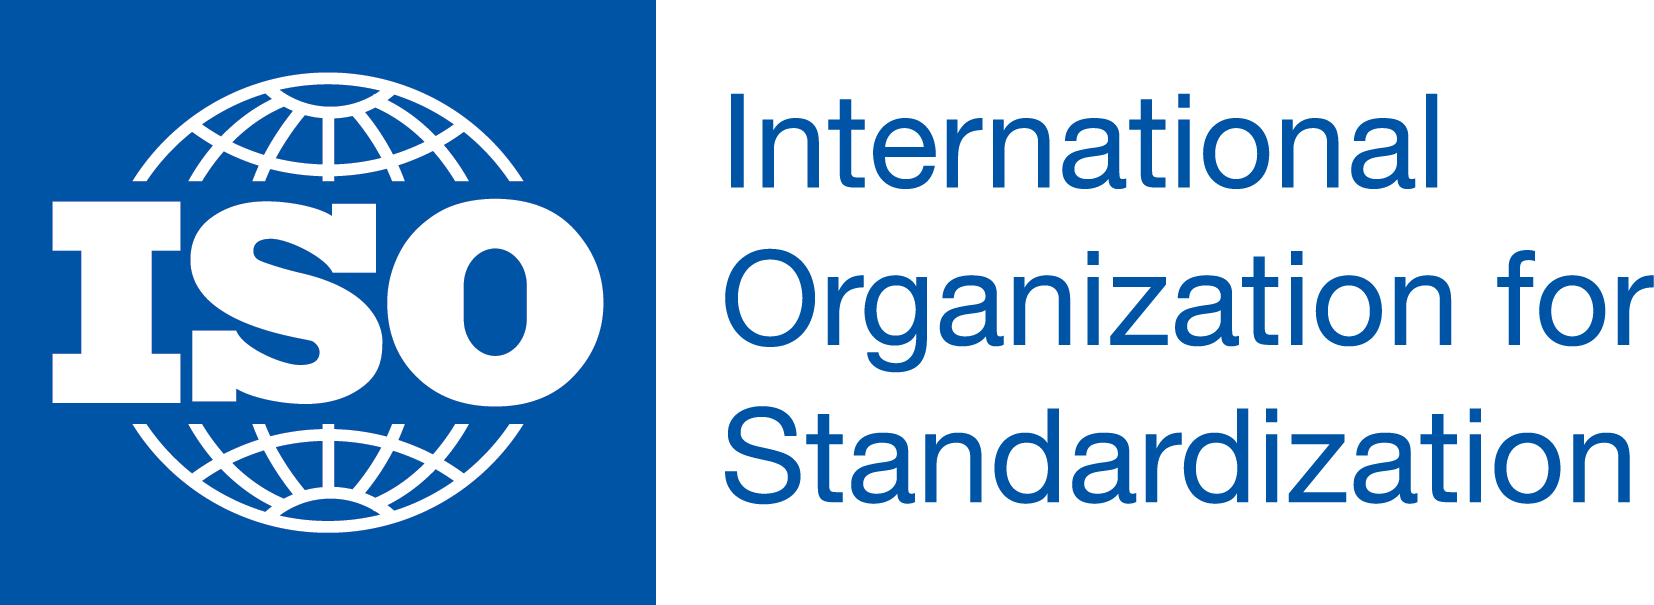 ISO
International
Organization for
Standardization